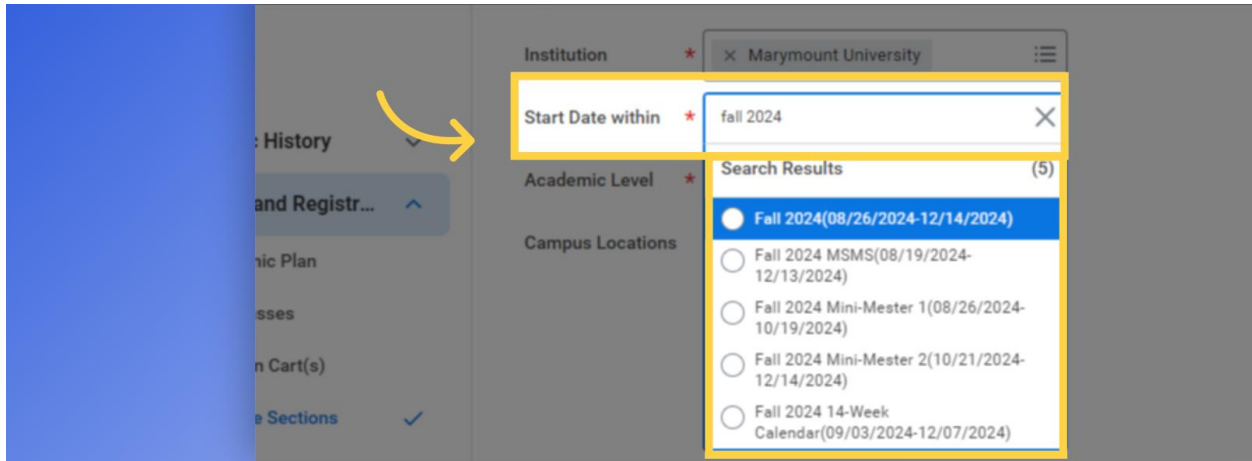 Institution *
× Marymount University
Start Date within *
fall 2024
Search Results (5)
Fall 2024(08/26/2024-12/14/2024)
Fall 2024 MSMS(08/19/2024-
12/13/2024)
Fall 2024 Mini-Mester 1(08/26/2024-
10/19/2024)
Fall 2024 Mini-Mester 2(10/21/2024-
12/14/2024)
Fall 2024 14-Week
Calendar(09/03/2024-12/07/2024)
Academic Level *
Campus Locations
c History
and Registr...
nic Plan
sses
n Cart(s)
e Sections